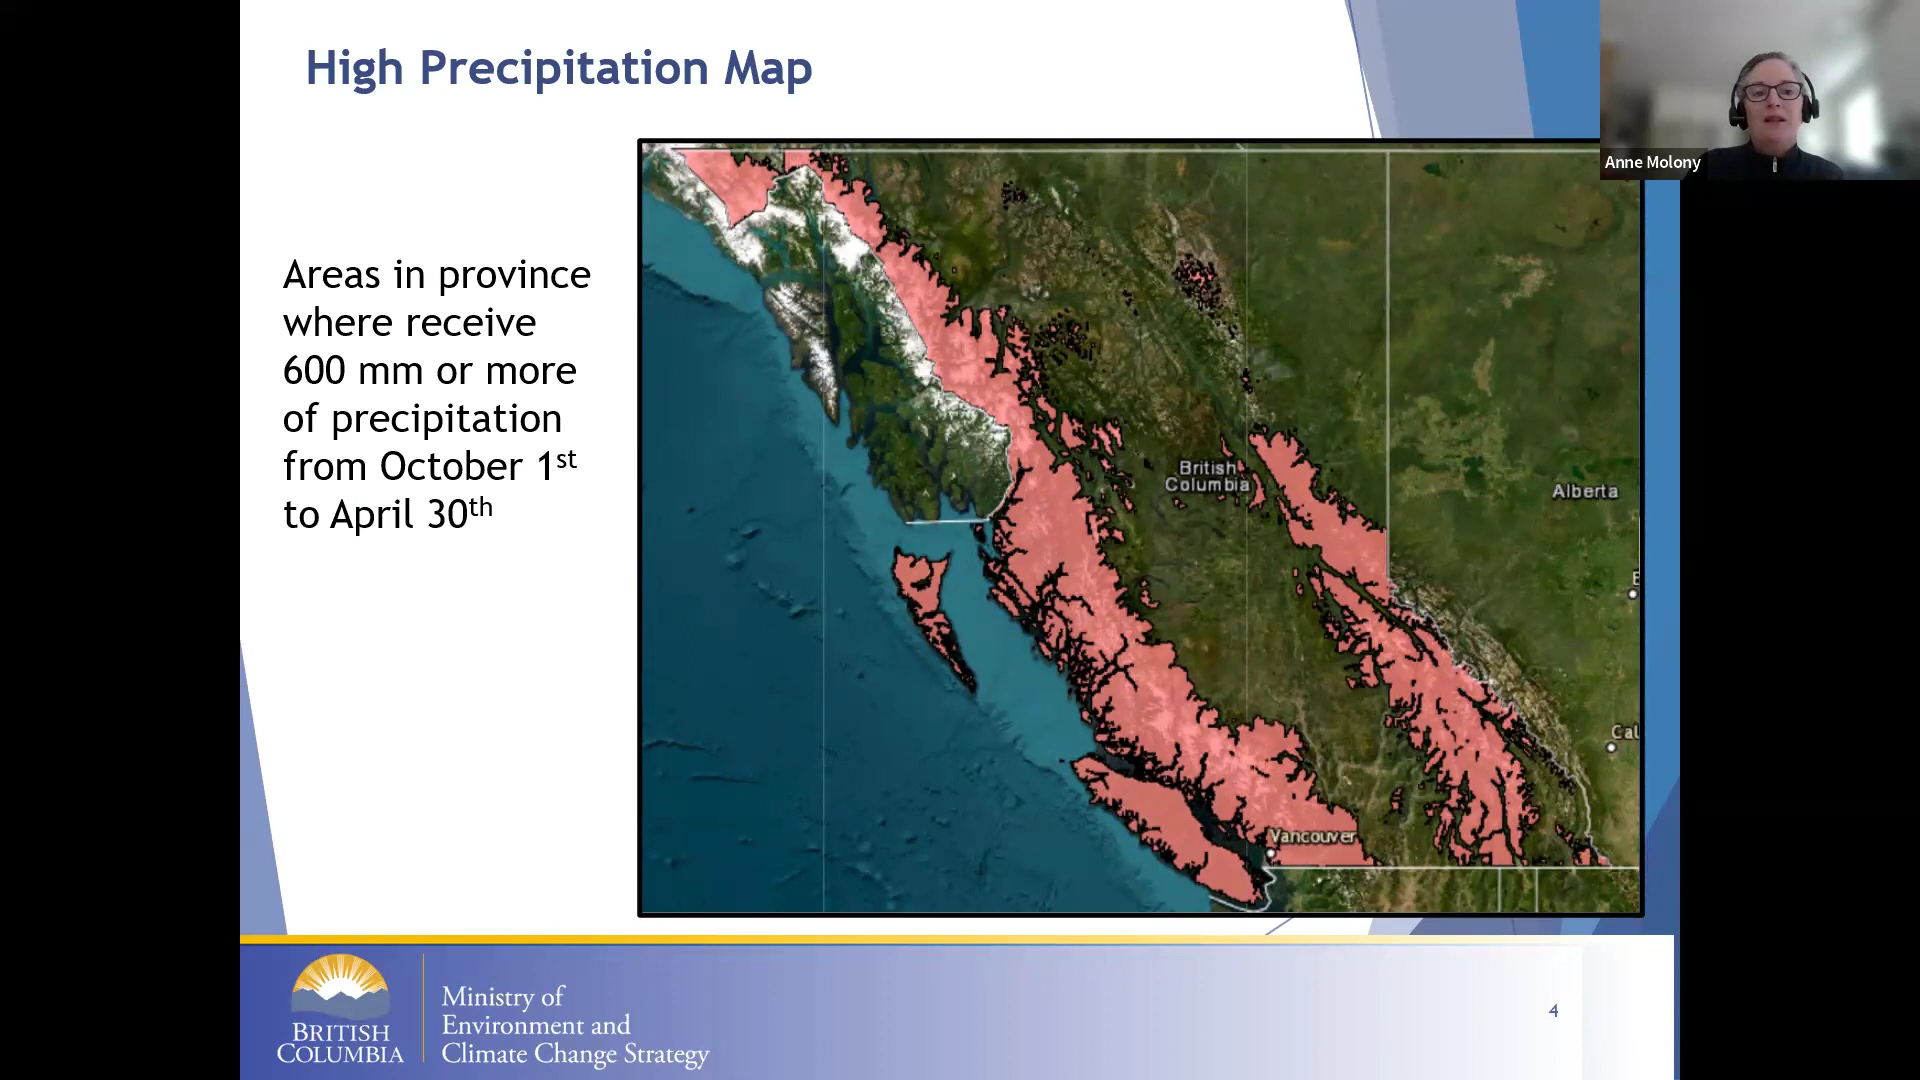 High Precipitation Map
Anne Molony
Areas in province
where receive
600 mm or more
of precipitation
from October 1st
to April 30th
British
Columbia
Alberta
E
Cal
Vancouver
BRITISH
COLUMBIA
Ministry of
Environment and
Climate Change Strategy
4